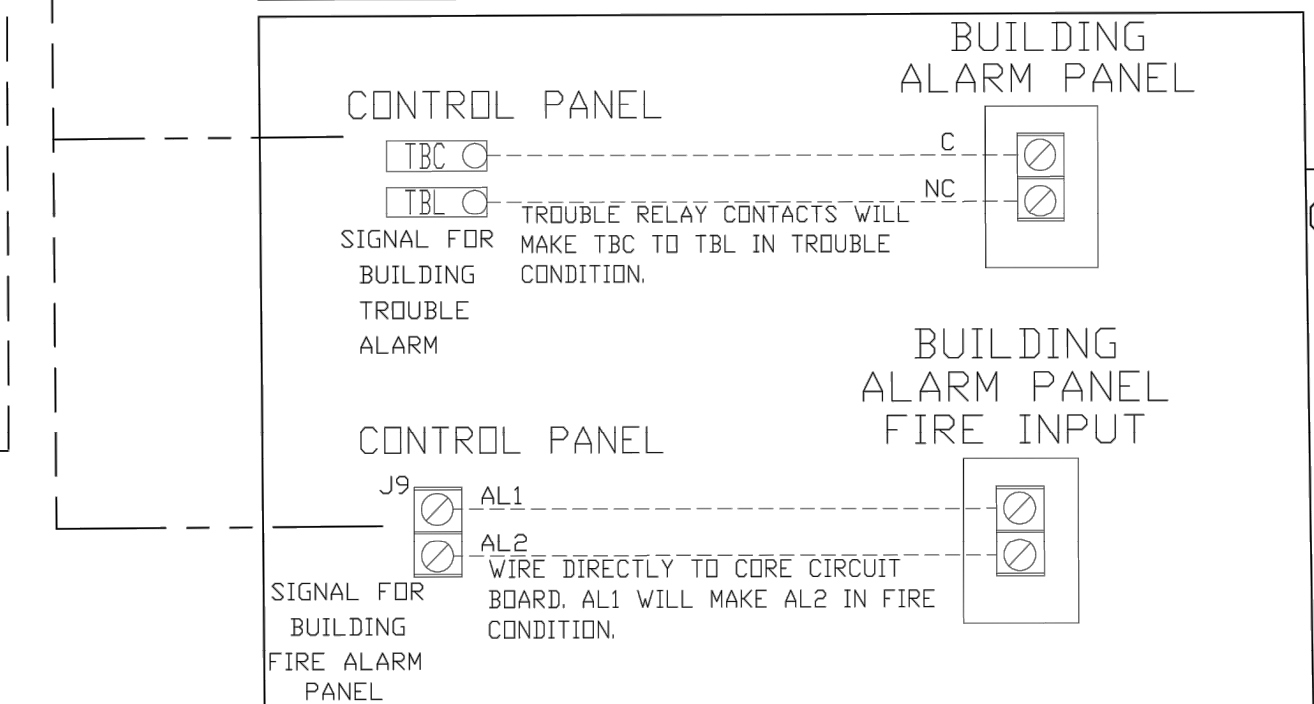 BUILDING
ALARM PANEL
CONTROL PANEL
TBC
C
TBL
NC
TROUBLE RELAY CONTACTS WILL
MAKE TBC TO TBL IN TROUBLE
CONDITION.
SIGNAL FOR
BUILDING
TROUBLE
ALARM
BUILDING
ALARM PANEL
FIRE INPUT
CONTROL PANEL
J9
AL1
AL2
WIRE DIRECTLY TO CORE CIRCUIT
BOARD. AL1 WILL MAKE AL2 IN FIRE
CONDITION.
SIGNAL FOR
BUILDING
FIRE ALARM
PANEL